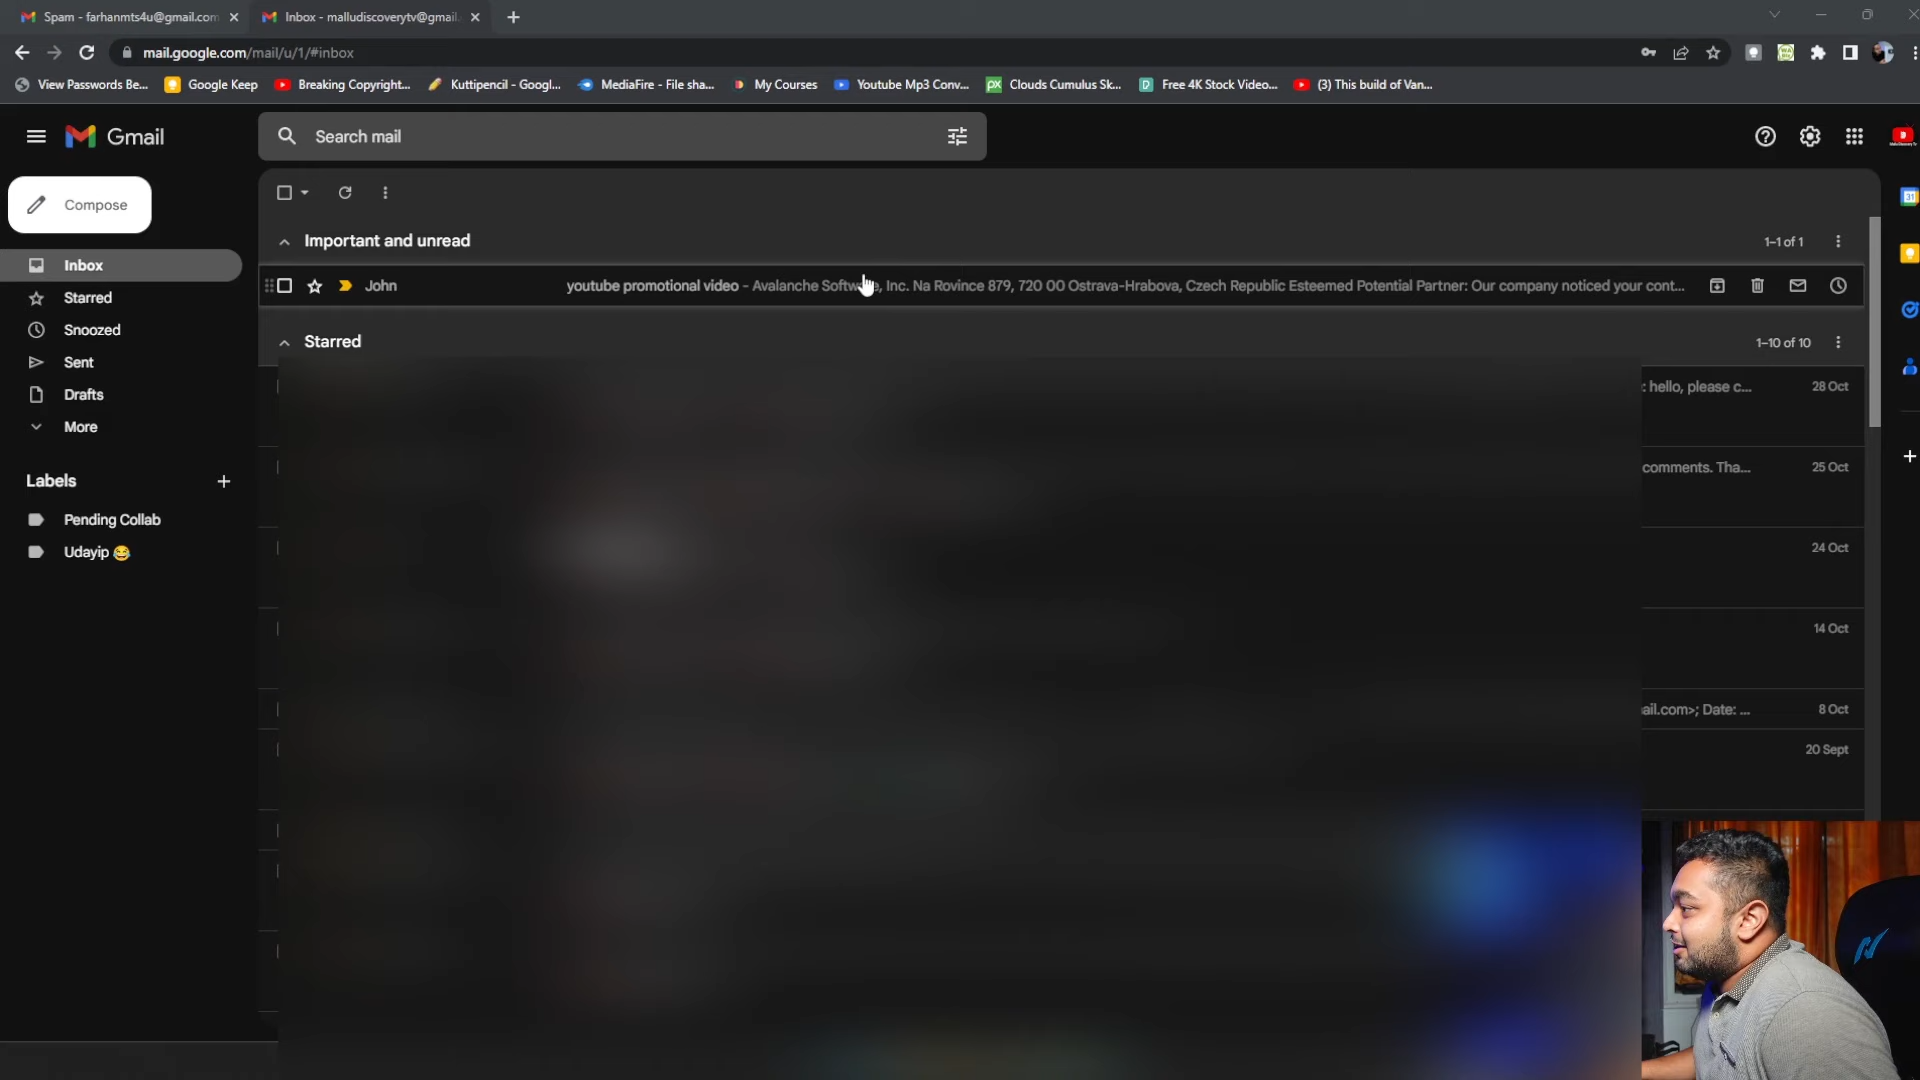 Spam - farhanmts4u@gmail.com
Inbox - malludiscoverytv@gmail.
mail.google.com/mail/u/1/#inbox
View Passwords Be...
Google Keep
Breaking Copyright...
Kuttipencil - Googl...
MediaFire - File sha...
My Courses
Youtube Mp3 Conv...
Clouds Cumulus Sk...
Free 4K Stock Video...
(3) This build of Van...
Gmail
Search mail
Compose
Important and unread
1–1 of 1
Inbox
John youtube promotional video - Avalanche Software, Inc. Na Rovince 879, 720 00 Ostrava-Hrabova, Czech Republic Esteemed Potential Partner: Our company noticed your cont...
Starred
Snoozed
Sent
Drafts
More
Labels
Pending Collab
Udayip 😂
Starred
1–10 of 10
: hello, please c... 28 Oct
comments. Tha... 25 Oct
24 Oct
14 Oct
ail.com>; Date: ... 8 Oct
20 Sept